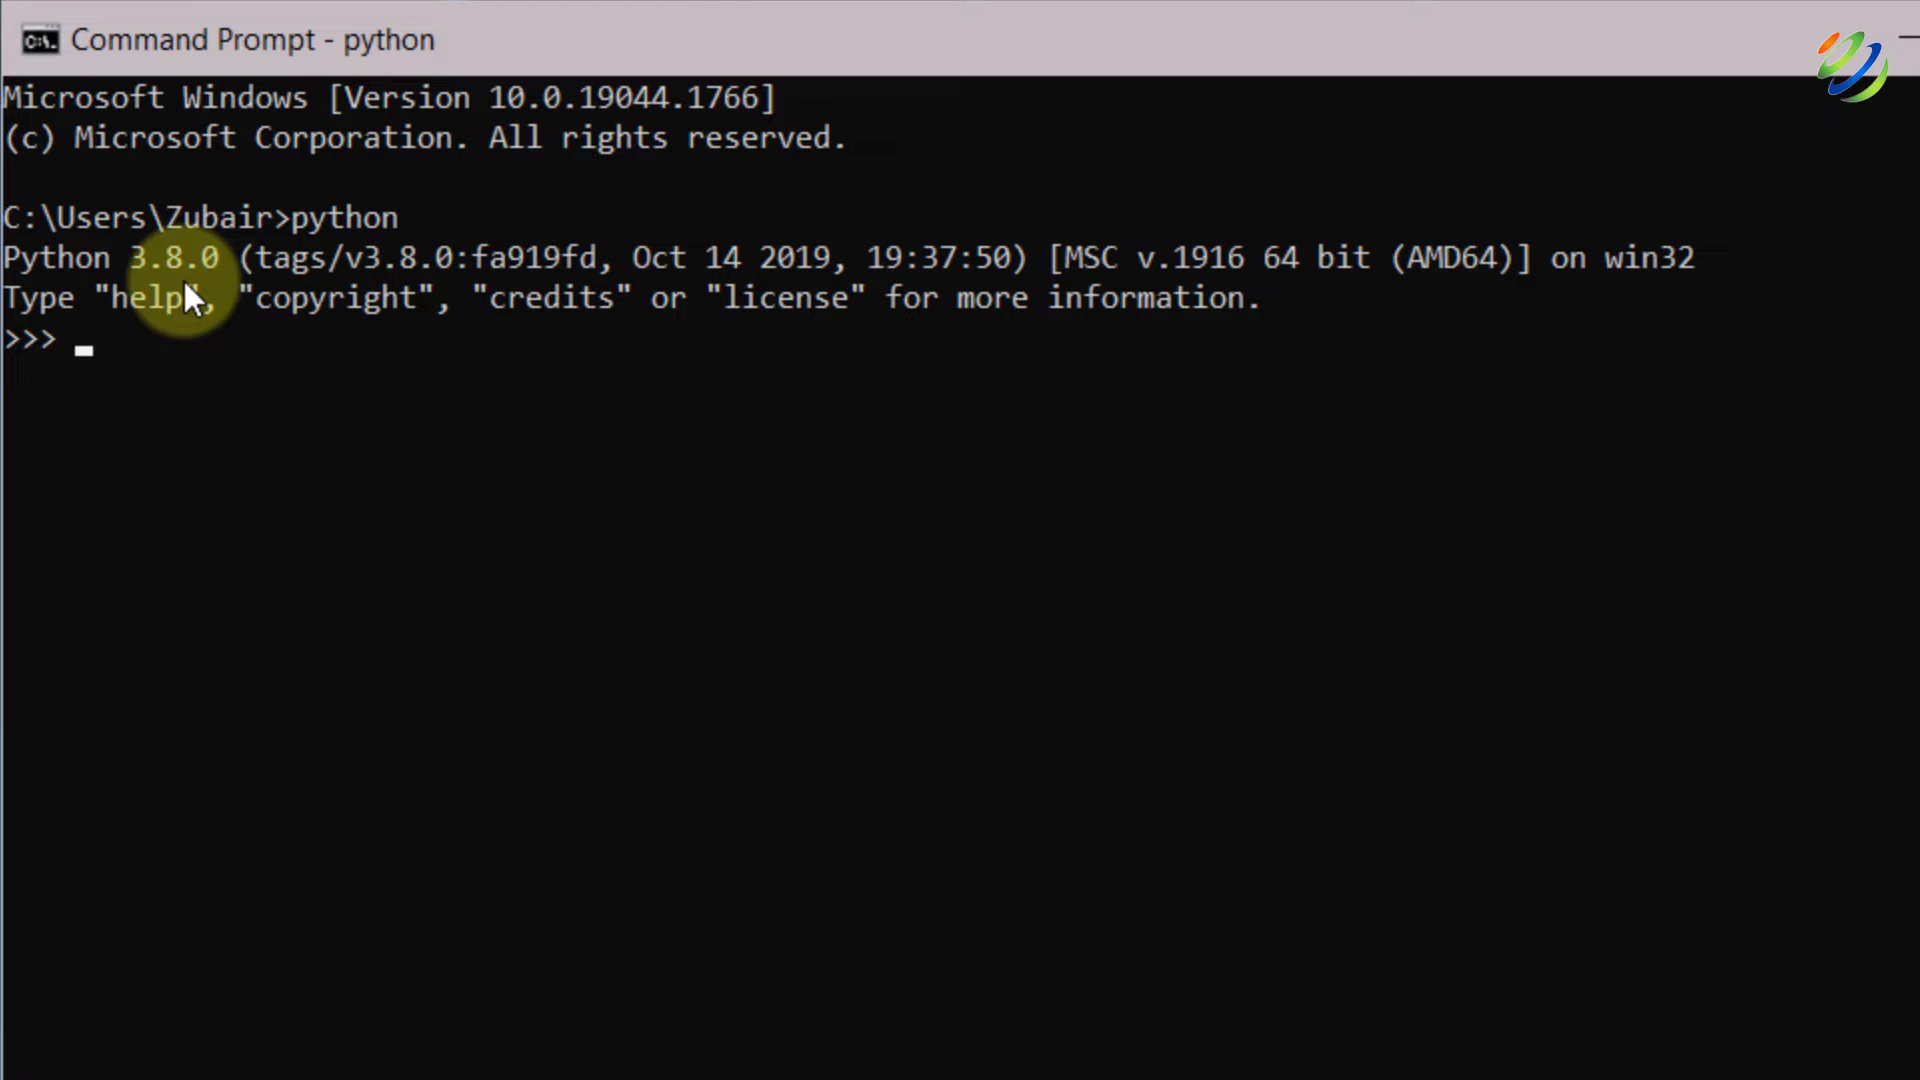 Command Prompt - python
Microsoft Windows [Version 10.0.19044.1766]
(c) Microsoft Corporation. All rights reserved.
C:\Users\Zubair>python
Python 3.8.0 (tags/v3.8.0:fa919fd, Oct 14 2019, 19:37:50) [MSC v.1916 64 bit (AMD64)] on win32
Type "help", "copyright", "credits" or "license" for more information.
>>>